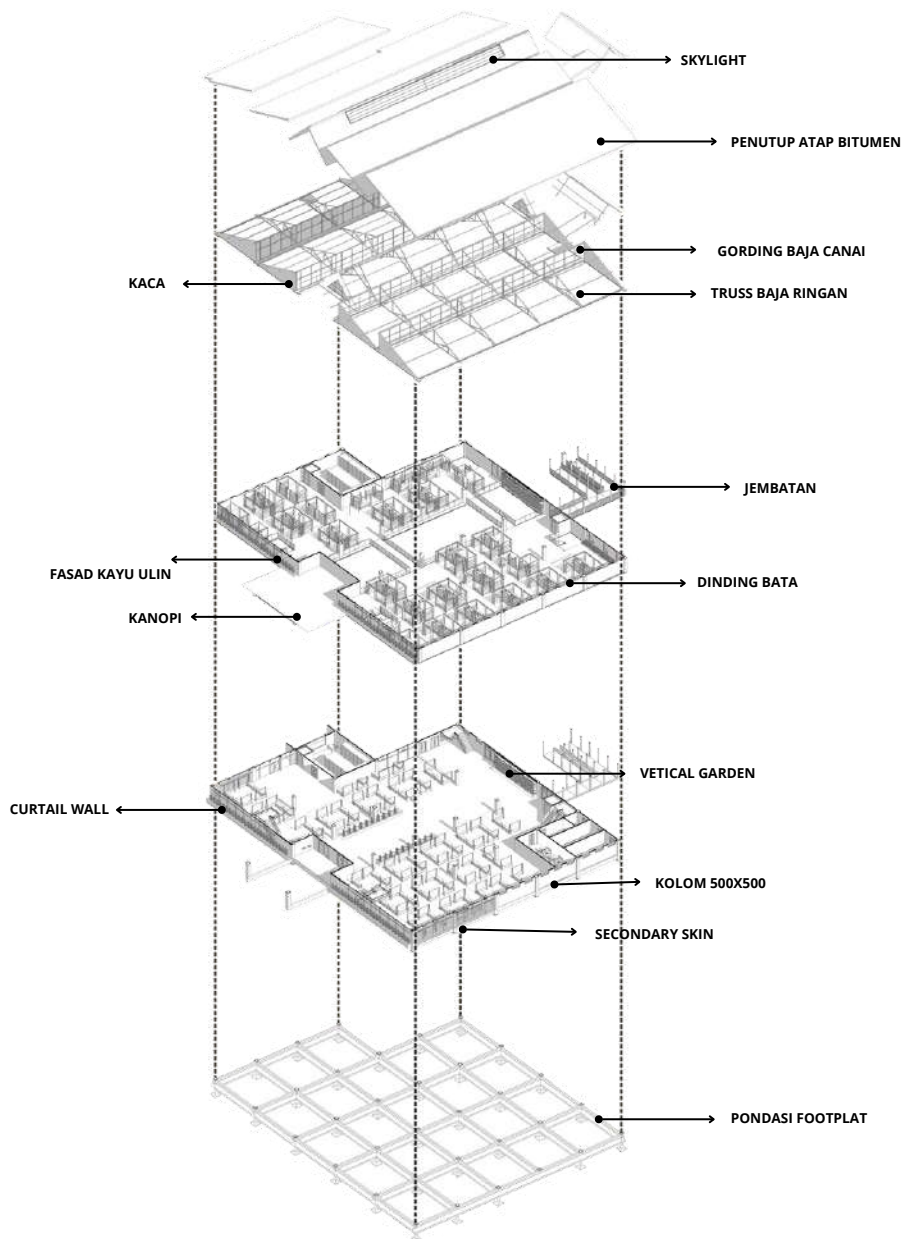 SKYLIGHT
PENUTUP ATAP BITUMEN
GORDING BAJA CANAI
KACA
TRUSS BAJA RINGAN
JEMBATAN
FASAD KAYU ULIN
DINDING BATA
KANOPI
VETICAL GARDEN
CURTAIL WALL
KOLOM 500X500
SECONDARY SKIN
PONDASI FOOTPLAT